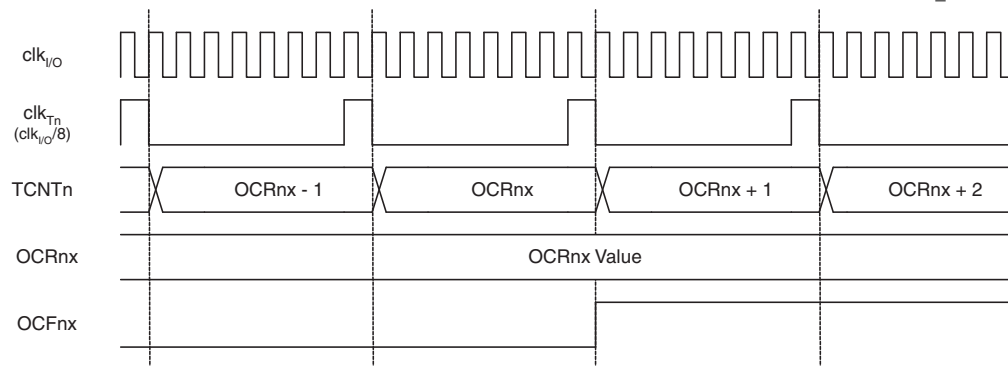 clkI/O
clkTn
(clkI/O/8)
TCNTn OCRnx - 1 OCRnx OCRnx + 1 OCRnx + 2
OCRnx OCRnx Value
OCFnx